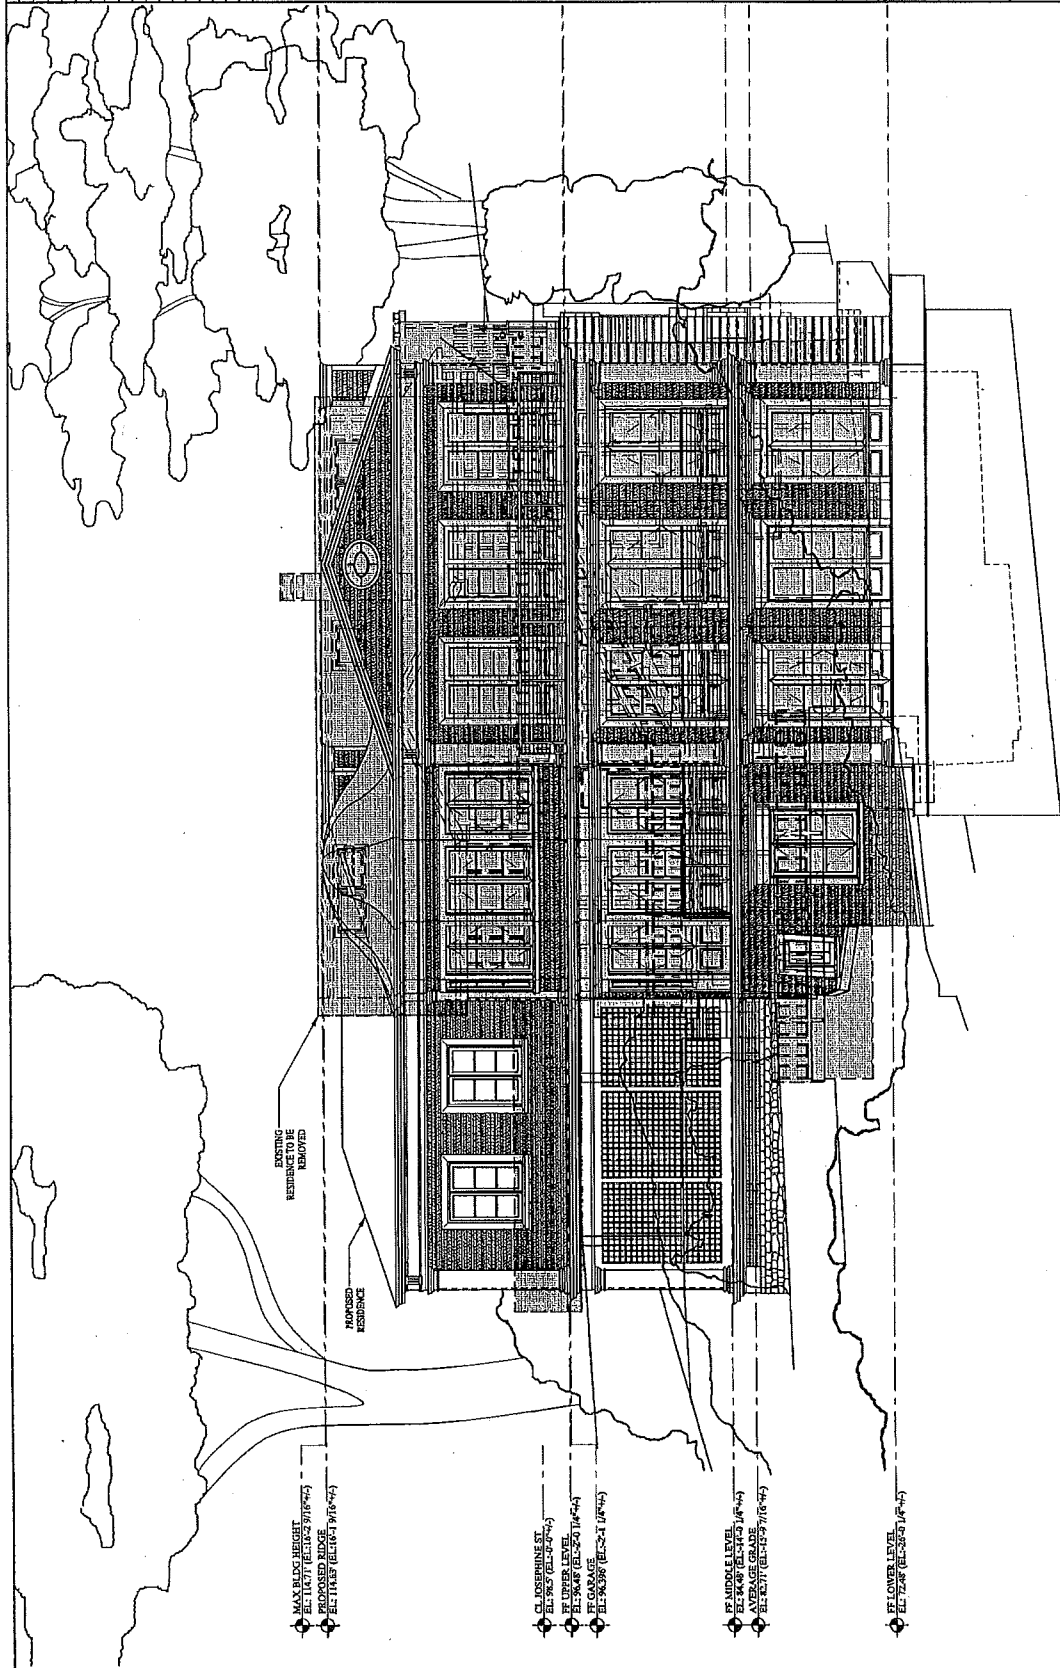 EXISTING
RESIDENCE TO BE
REMOVED
PROPOSED
RESIDENCE
MAX BLDG HEIGHT
EL: 114.71' (EL:16'-2 9/16"+/-)
PROPOSED RIDGE
EL: 114.63' (EL:16'-1 9/16"+/-)
CL JOSEPHINE ST
EL: 98.5' (EL:-0'-0"+/-)
FF UPPER LEVEL
EL: 96.48' (EL:-2'-0 1/4"+/-)
FF GARAGE
EL: 96.396' (EL:-2'-1 1/4"+/-)
FF MIDDLE LEVEL
EL: 84.48' (EL:-14'-0 1/4"+/-)
AVERAGE GRADE
EL: 82.71' (EL:-15'-9 7/16"+/-)
FF LOWER LEVEL
EL: 72.48' (EL:-26'-0 1/4"+/-)